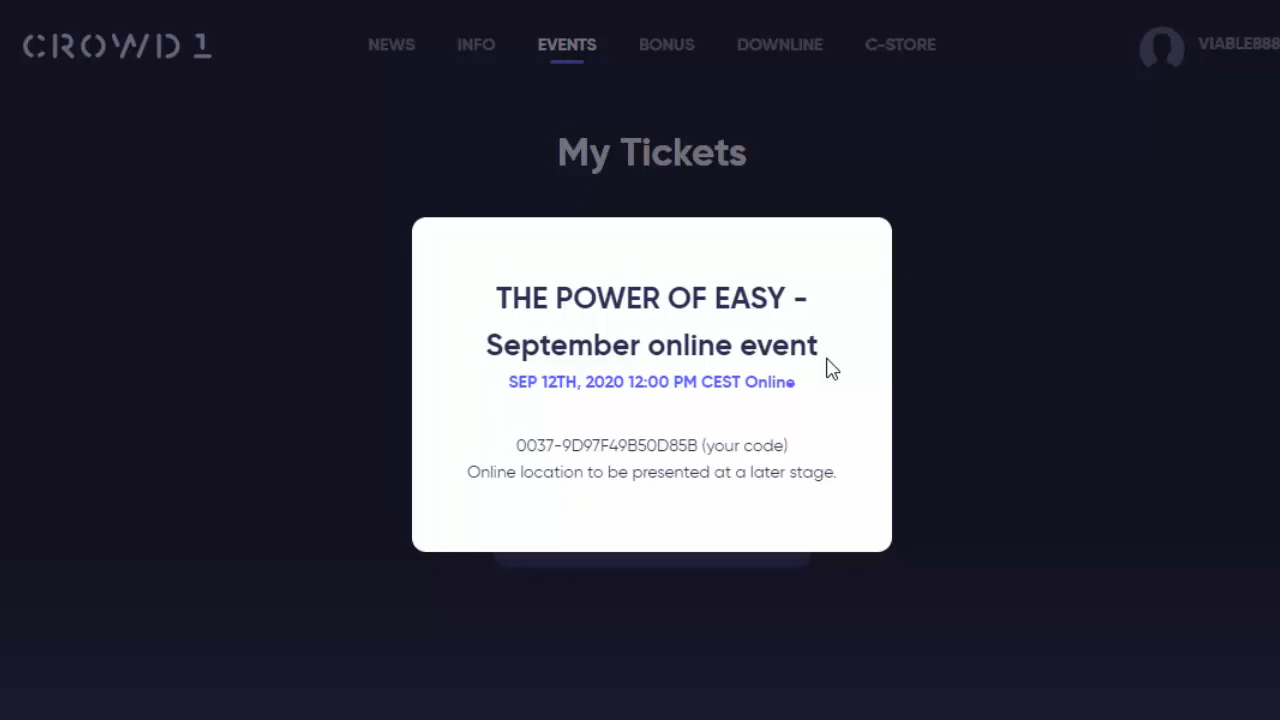 CROWD 1
NEWS INFO EVENTS BONUS DOWNLINE C-STORE VIABLE888
My Tickets
THE POWER OF EASY -
September online event
SEP 12TH, 2020 12:00 PM CEST Online
0037-9D97F49B50D85B (your code)
Online location to be presented at a later stage.